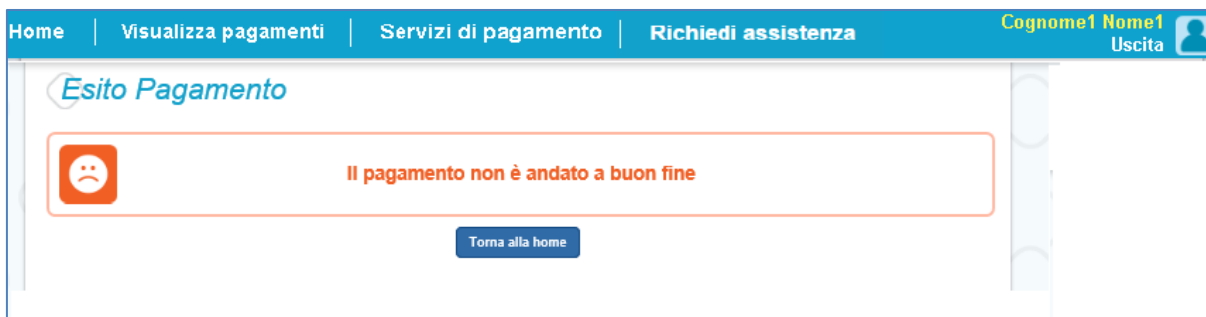 Home Visualizza pagamenti Servizi di pagamento Richiedi assistenza Cognome1 Nome1
Uscita
Esito Pagamento
Il pagamento non è andato a buon fine
Torna alla home